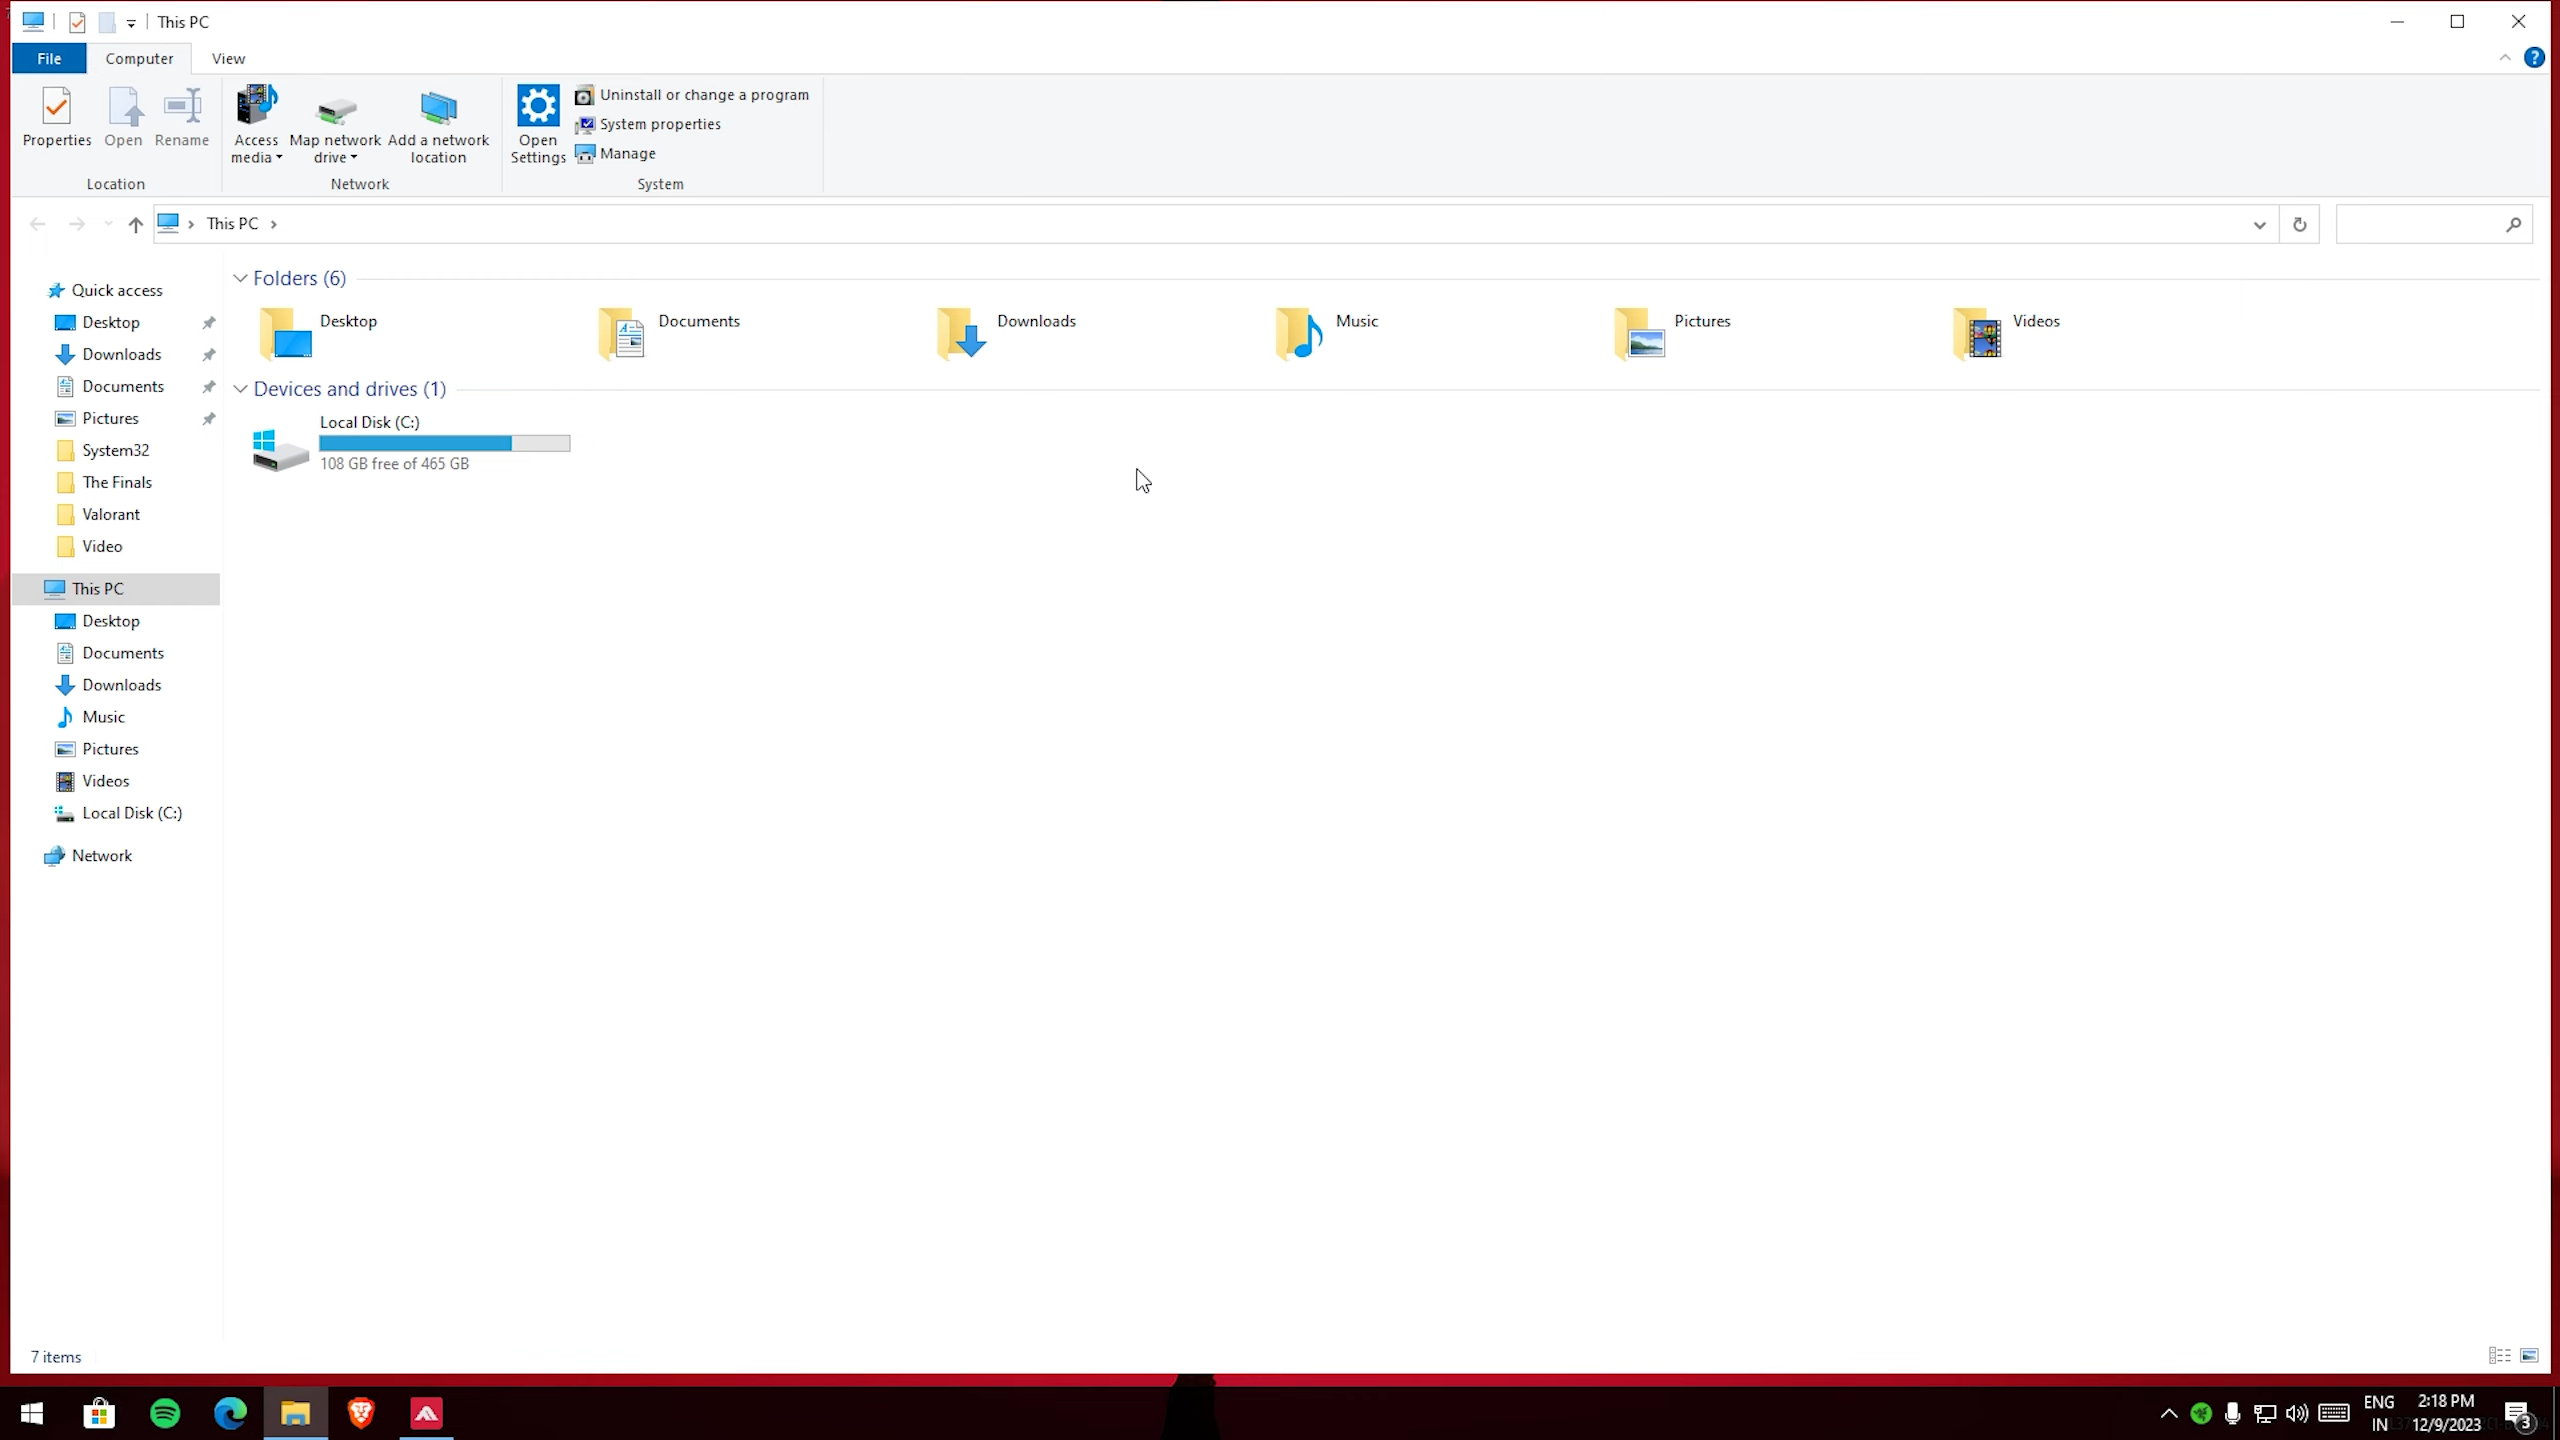 This PC
File
Computer
View
Properties
Open
Rename
Access media
Map network drive
Add a network location
Open Settings
Uninstall or change a program
System properties
Manage
Location
Network
System
This PC
Quick access
Desktop
Downloads
Documents
Pictures
System32
The Finals
Valorant
Video
This PC
Desktop
Documents
Downloads
Music
Pictures
Videos
Local Disk (C:)
Network
Folders (6)
Desktop
Documents
Downloads
Music
Pictures
Videos
Devices and drives (1)
Local Disk (C:)
108 GB free of 465 GB
7 items
ENG
IN
2:18 PM
12/9/2023
3